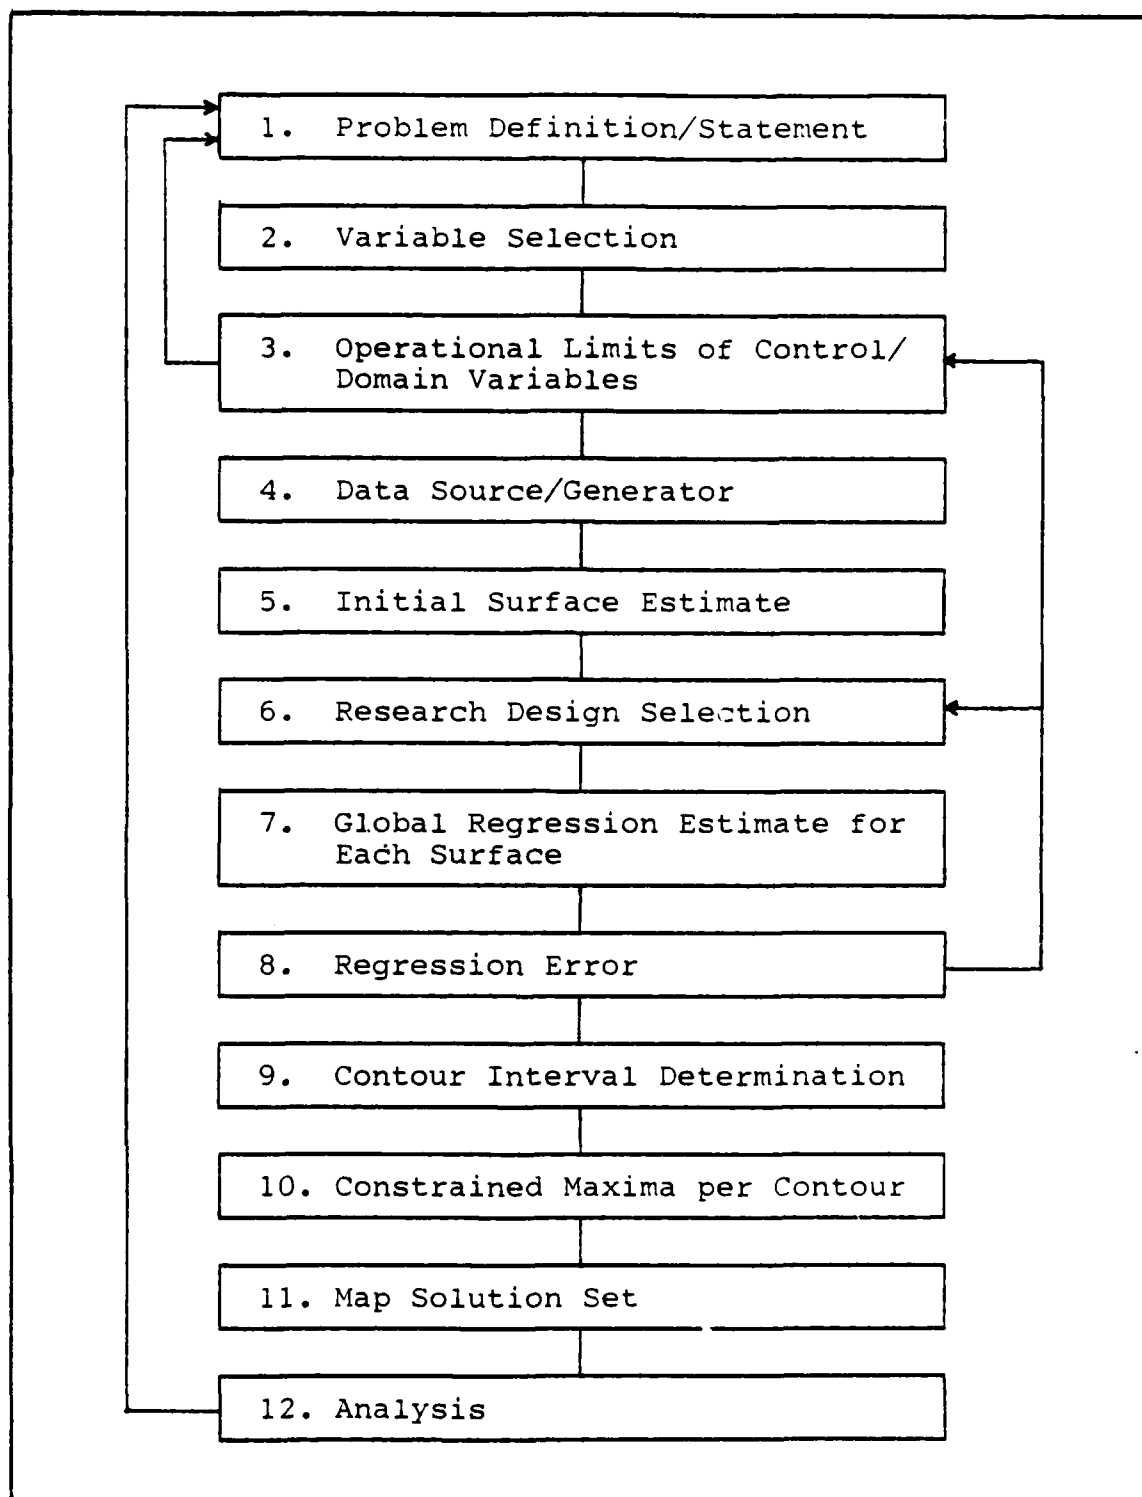 1. Problem Definition/Statement
2. Variable Selection
3. Operational Limits of Control/
Domain Variables
4. Data Source/Generator
5. Initial Surface Estimate
6. Research Design Selection
7. Global Regression Estimate for
Each Surface
8. Regression Error
9. Contour Interval Determination
10. Constrained Maxima per Contour
11. Map Solution Set
12. Analysis